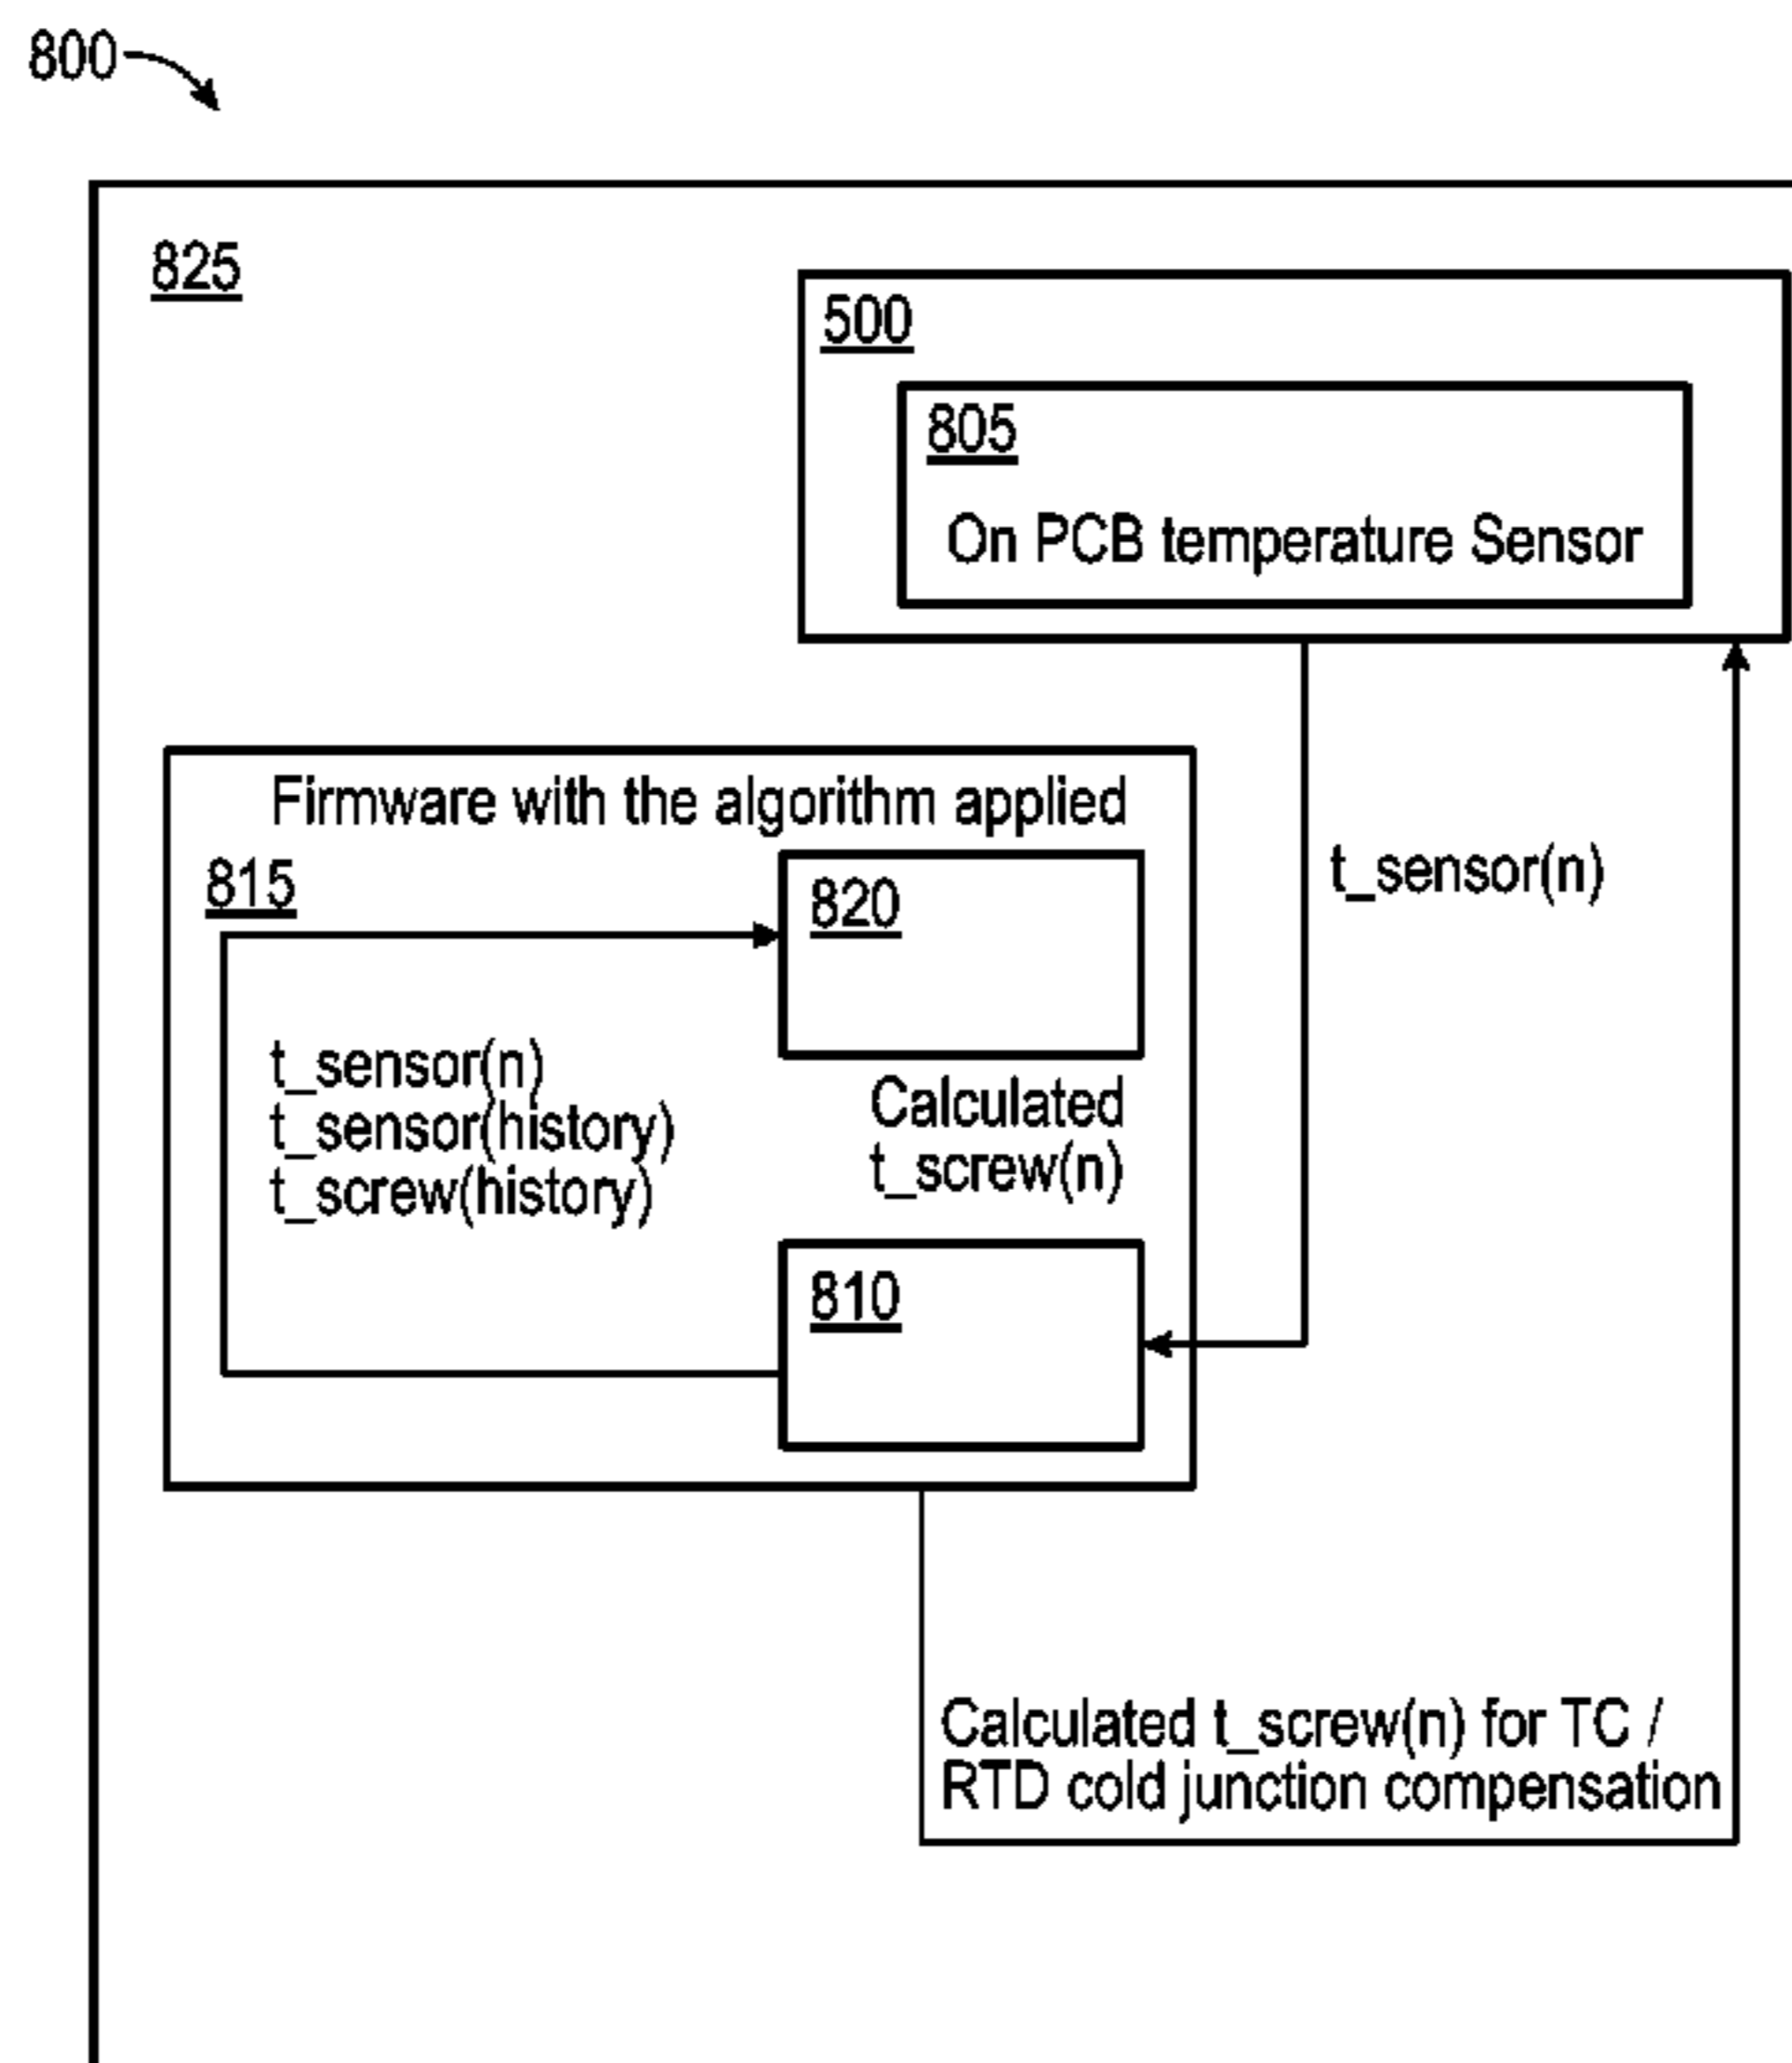 800
825
500
805
On PCB temperature Sensor
Firmware with the algorithm applied
815
820
t_sensor(n)
t_sensor(n)
t_sensor(history)
t_screw(history)
Calculated
t_screw(n)
810
Calculated t_screw(n) for TC /
RTD cold junction compensation